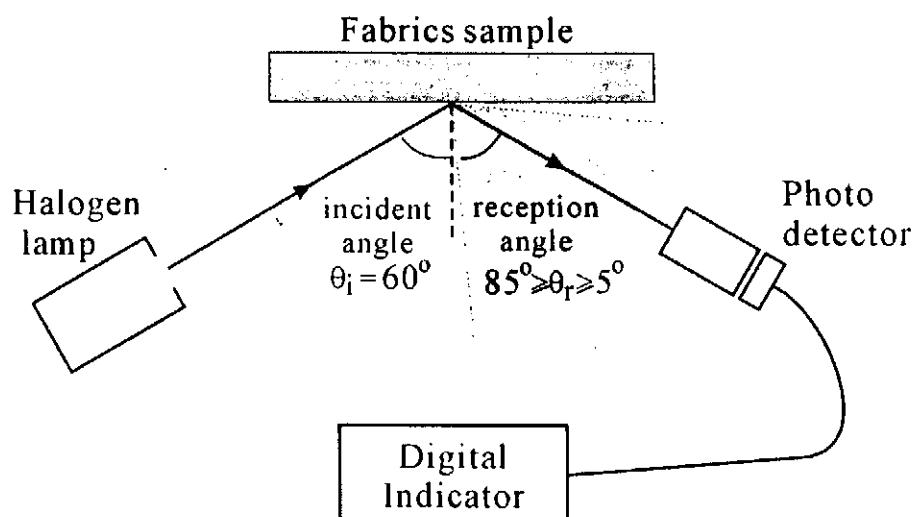 Fabrics sample
Halogen
lamp
incident
angle
θi = 60°
reception
angle
85° ⩾ θr ⩾ 5°
Photo
detector
Digital
Indicator